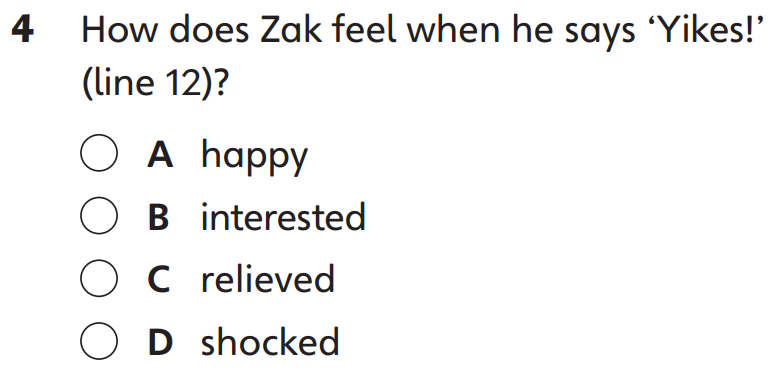 4 How does Zak feel when he says ‘Yikes!’
(line 12)?
A happy
B interested
C relieved
D shocked